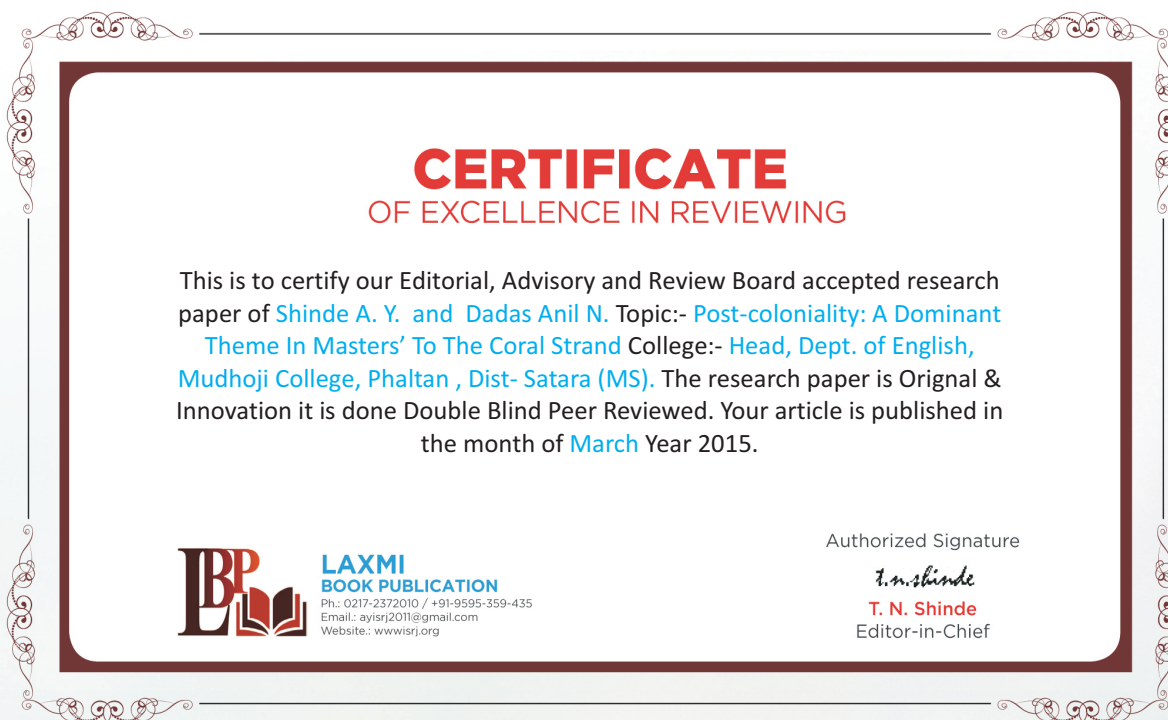 CERTIFICATE
OF EXCELLENCE IN REVIEWING
This is to certify our Editorial, Advisory and Review Board accepted research
paper of Shinde A. Y. and Dadas Anil N. Topic:- Post-coloniality: A Dominant
Theme In Masters’ To The Coral Strand College:- Head, Dept. of English,
Mudhoji College, Phaltan , Dist- Satara (MS). The research paper is Orignal &
Innovation it is done Double Blind Peer Reviewed. Your article is published in
the month of March Year 2015.
LBP
LAXMI
BOOK PUBLICATION
Ph.: 0217-2372010 / +91-9595-359-435
Email.: ayisrj2011@gmail.com
Website.: wwwisrj.org
Authorized Signature
t.n.shinde
T. N. Shinde
Editor-in-Chief